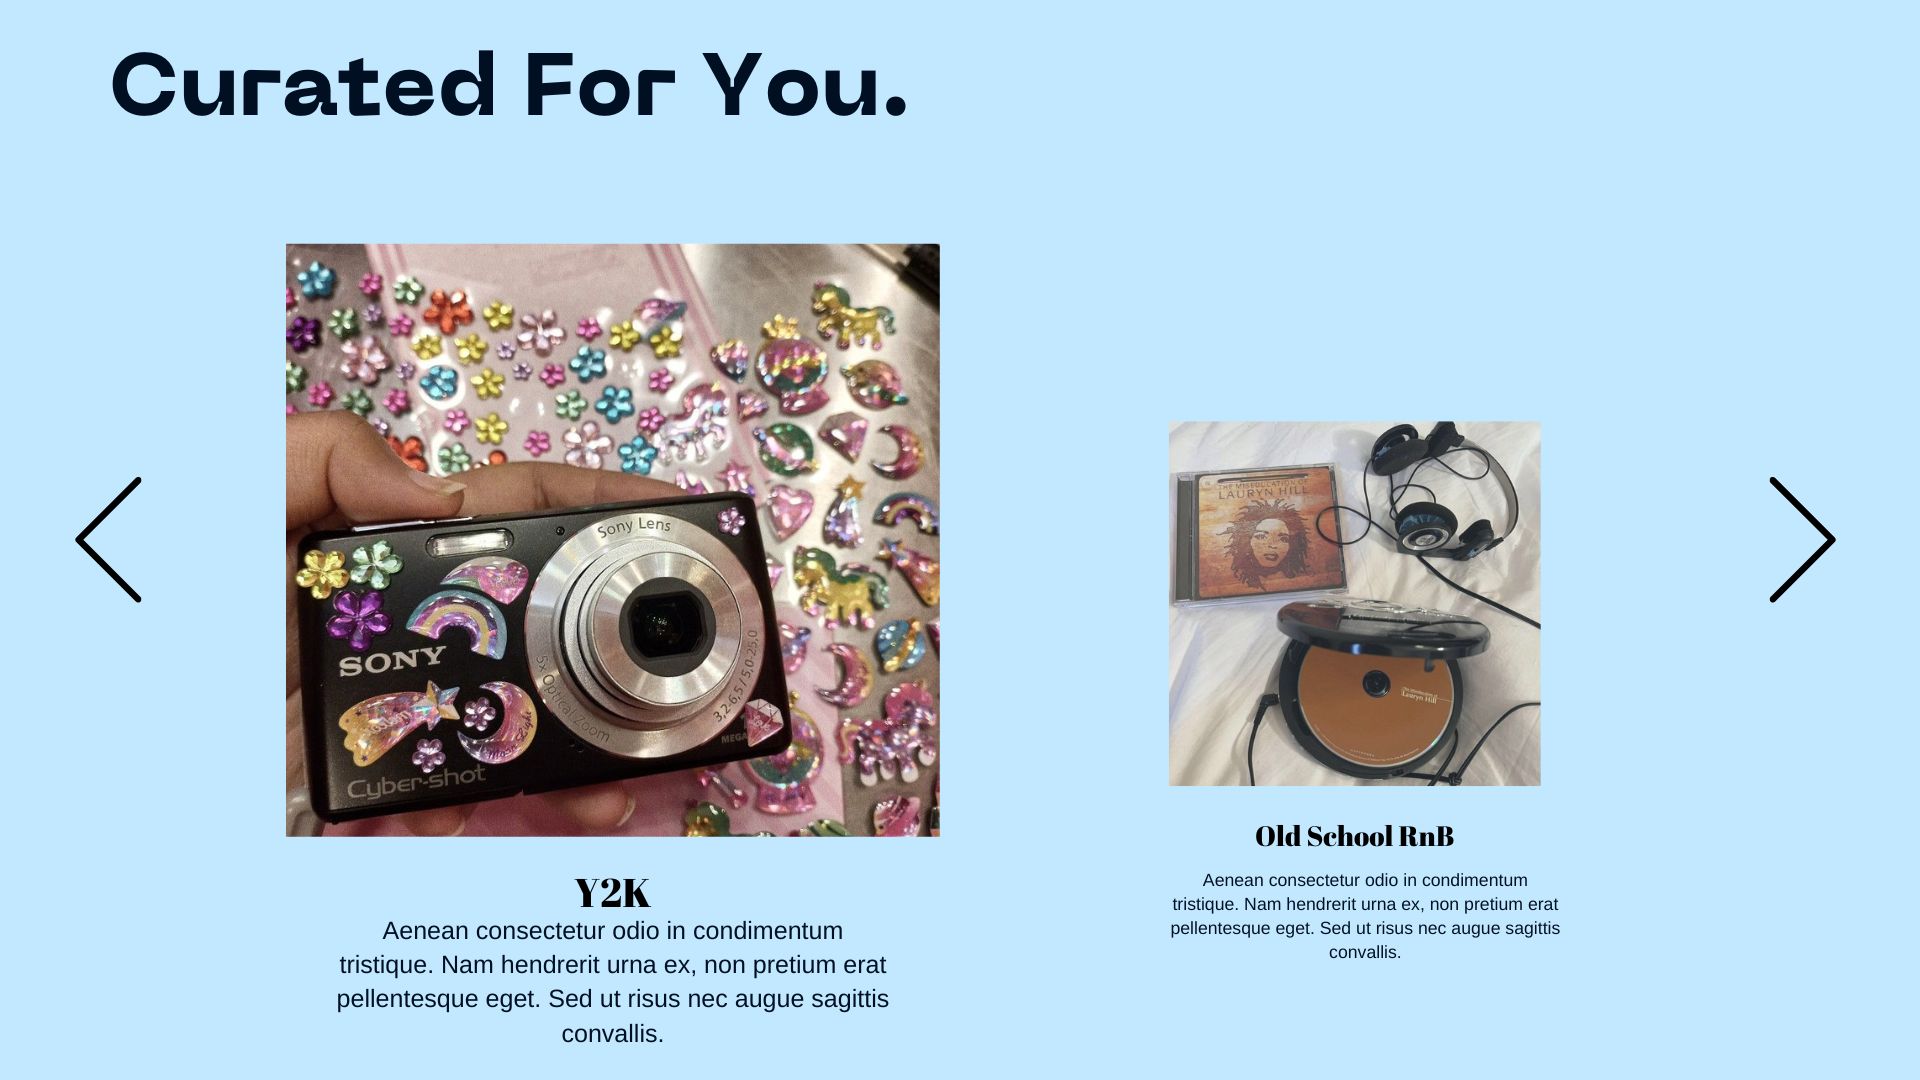 Curated For You.
Sony Lens
SONY
5x Optical Zoom
3,2-6,5 / 5,0-25,0
MEGA
Cyber-shot
Y2K
Aenean consectetur odio in condimentum
tristique. Nam hendrerit urna ex, non pretium erat
pellentesque eget. Sed ut risus nec augue sagittis
convallis.
THE MISEDUCATION OF
LAURYN HILL
Lauryn Hill
Old School RnB
Aenean consectetur odio in condimentum
tristique. Nam hendrerit urna ex, non pretium erat
pellentesque eget. Sed ut risus nec augue sagittis
convallis.